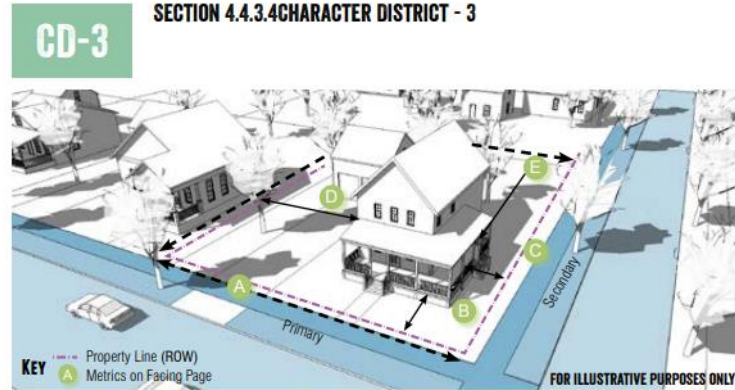 CD-3
SECTION 4.4.3.4CHARACTER DISTRICT - 3
D
E
A
C
B
Primary
Secondary
KEY
Property Line (ROW)
A Metrics on Facing Page
FOR ILLUSTRATIVE PURPOSES ONLY